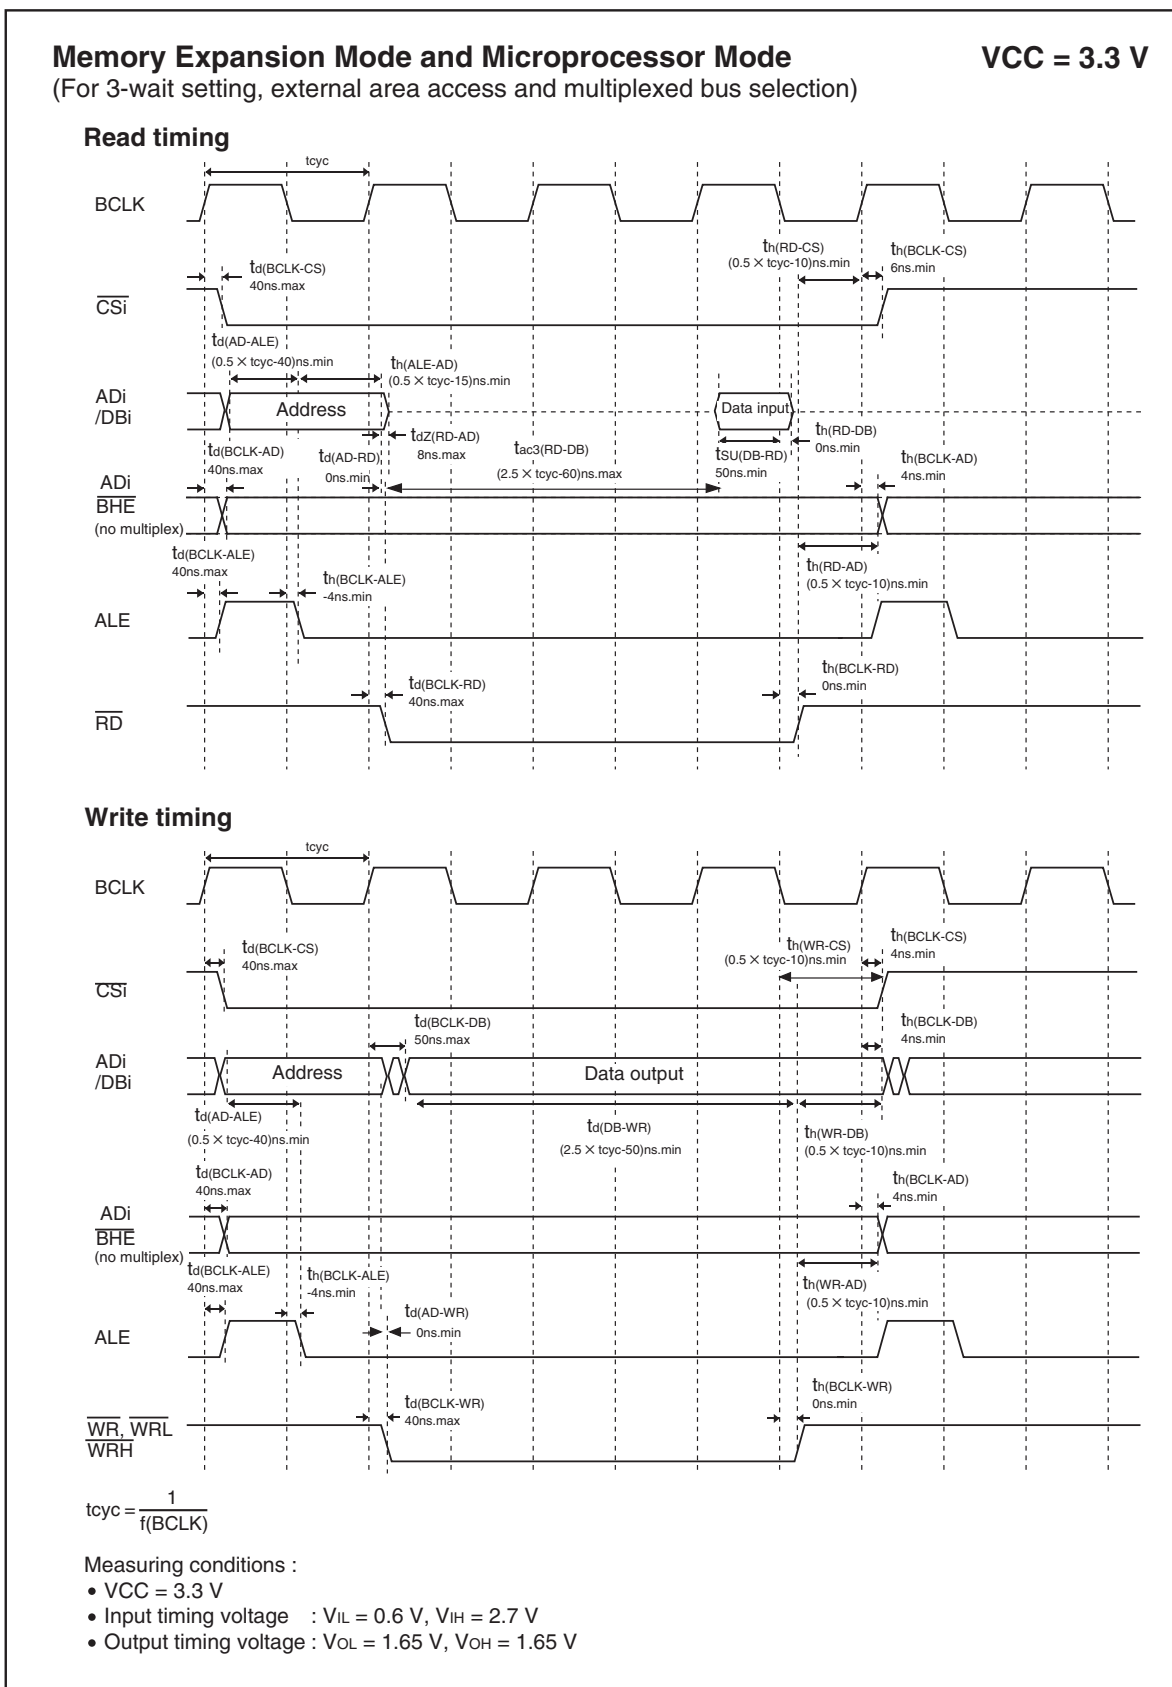 Memory Expansion Mode and Microprocessor Mode VCC = 3.3 V
(For 3-wait setting, external area access and multiplexed bus selection)
Read timing
tcyc
BCLK
td(BCLK-CS)
40ns.max
th(RD-CS)
(0.5 × tcyc-10)ns.min
th(BCLK-CS)
6ns.min
CSi
td(AD-ALE)
(0.5 × tcyc-40)ns.min
th(ALE-AD)
(0.5 × tcyc-15)ns.min
ADi
/DBi
Address
Data input
td(BCLK-AD)
40ns.max
td(AD-RD)
0ns.min
tdZ(RD-AD)
8ns.max
tac3(RD-DB)
(2.5 × tcyc-60)ns.max
tSU(DB-RD)
50ns.min
th(RD-DB)
0ns.min
th(BCLK-AD)
4ns.min
ADi
BHE
(no multiplex)
td(BCLK-ALE)
40ns.max
th(BCLK-ALE)
-4ns.min
th(RD-AD)
(0.5 × tcyc-10)ns.min
ALE
td(BCLK-RD)
40ns.max
th(BCLK-RD)
0ns.min
RD
Write timing
tcyc
BCLK
td(BCLK-CS)
40ns.max
th(WR-CS)
(0.5 × tcyc-10)ns.min
th(BCLK-CS)
4ns.min
CSi
td(BCLK-DB)
50ns.max
th(BCLK-DB)
4ns.min
ADi
/DBi
Address
Data output
td(AD-ALE)
(0.5 × tcyc-40)ns.min
td(DB-WR)
(2.5 × tcyc-50)ns.min
th(WR-DB)
(0.5 × tcyc-10)ns.min
td(BCLK-AD)
40ns.max
th(BCLK-AD)
4ns.min
ADi
BHE
(no multiplex)
td(BCLK-ALE)
40ns.max
th(BCLK-ALE)
-4ns.min
td(AD-WR)
0ns.min
th(WR-AD)
(0.5 × tcyc-10)ns.min
ALE
td(BCLK-WR)
40ns.max
th(BCLK-WR)
0ns.min
WR, WRL
WRH
tcyc = 1
f(BCLK)
Measuring conditions :
• VCC = 3.3 V
• Input timing voltage : VIL = 0.6 V, VIH = 2.7 V
• Output timing voltage : VOL = 1.65 V, VOH = 1.65 V